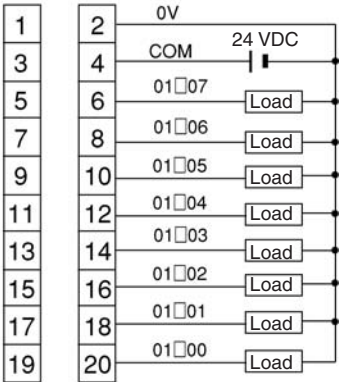 1 2 0V
24 VDC
3 4 COM
5 6 01□07 Load
7 8 01□06 Load
9 10 01□05 Load
11 12 01□04 Load
13 14 01□03 Load
15 16 01□02 Load
17 18 01□01 Load
19 20 01□00 Load